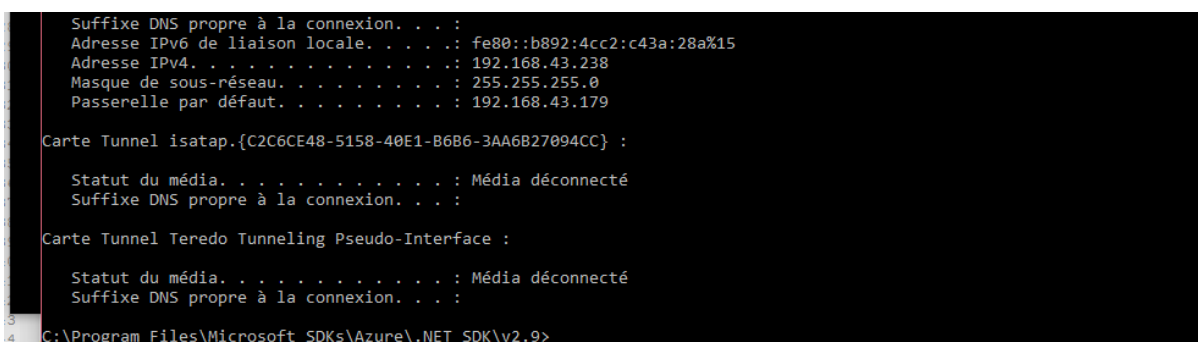 Suffixe DNS propre à la connexion. . . :
Adresse IPv6 de liaison locale. . . . .: fe80::b892:4cc2:c43a:28a%15
Adresse IPv4. . . . . . . . . . . . . .: 192.168.43.238
Masque de sous-réseau. . . . . . . . . : 255.255.255.0
Passerelle par défaut. . . . . . . . . : 192.168.43.179
Carte Tunnel isatap.{C2C6CE48-5158-40E1-B6B6-3AA6B27094CC} :
Statut du média. . . . . . . . . . . . : Média déconnecté
Suffixe DNS propre à la connexion. . . :
Carte Tunnel Teredo Tunneling Pseudo-Interface :
Statut du média. . . . . . . . . . . . : Média déconnecté
Suffixe DNS propre à la connexion. . . :
C:\Program Files\Microsoft SDKs\Azure\.NET SDK\v2.9>